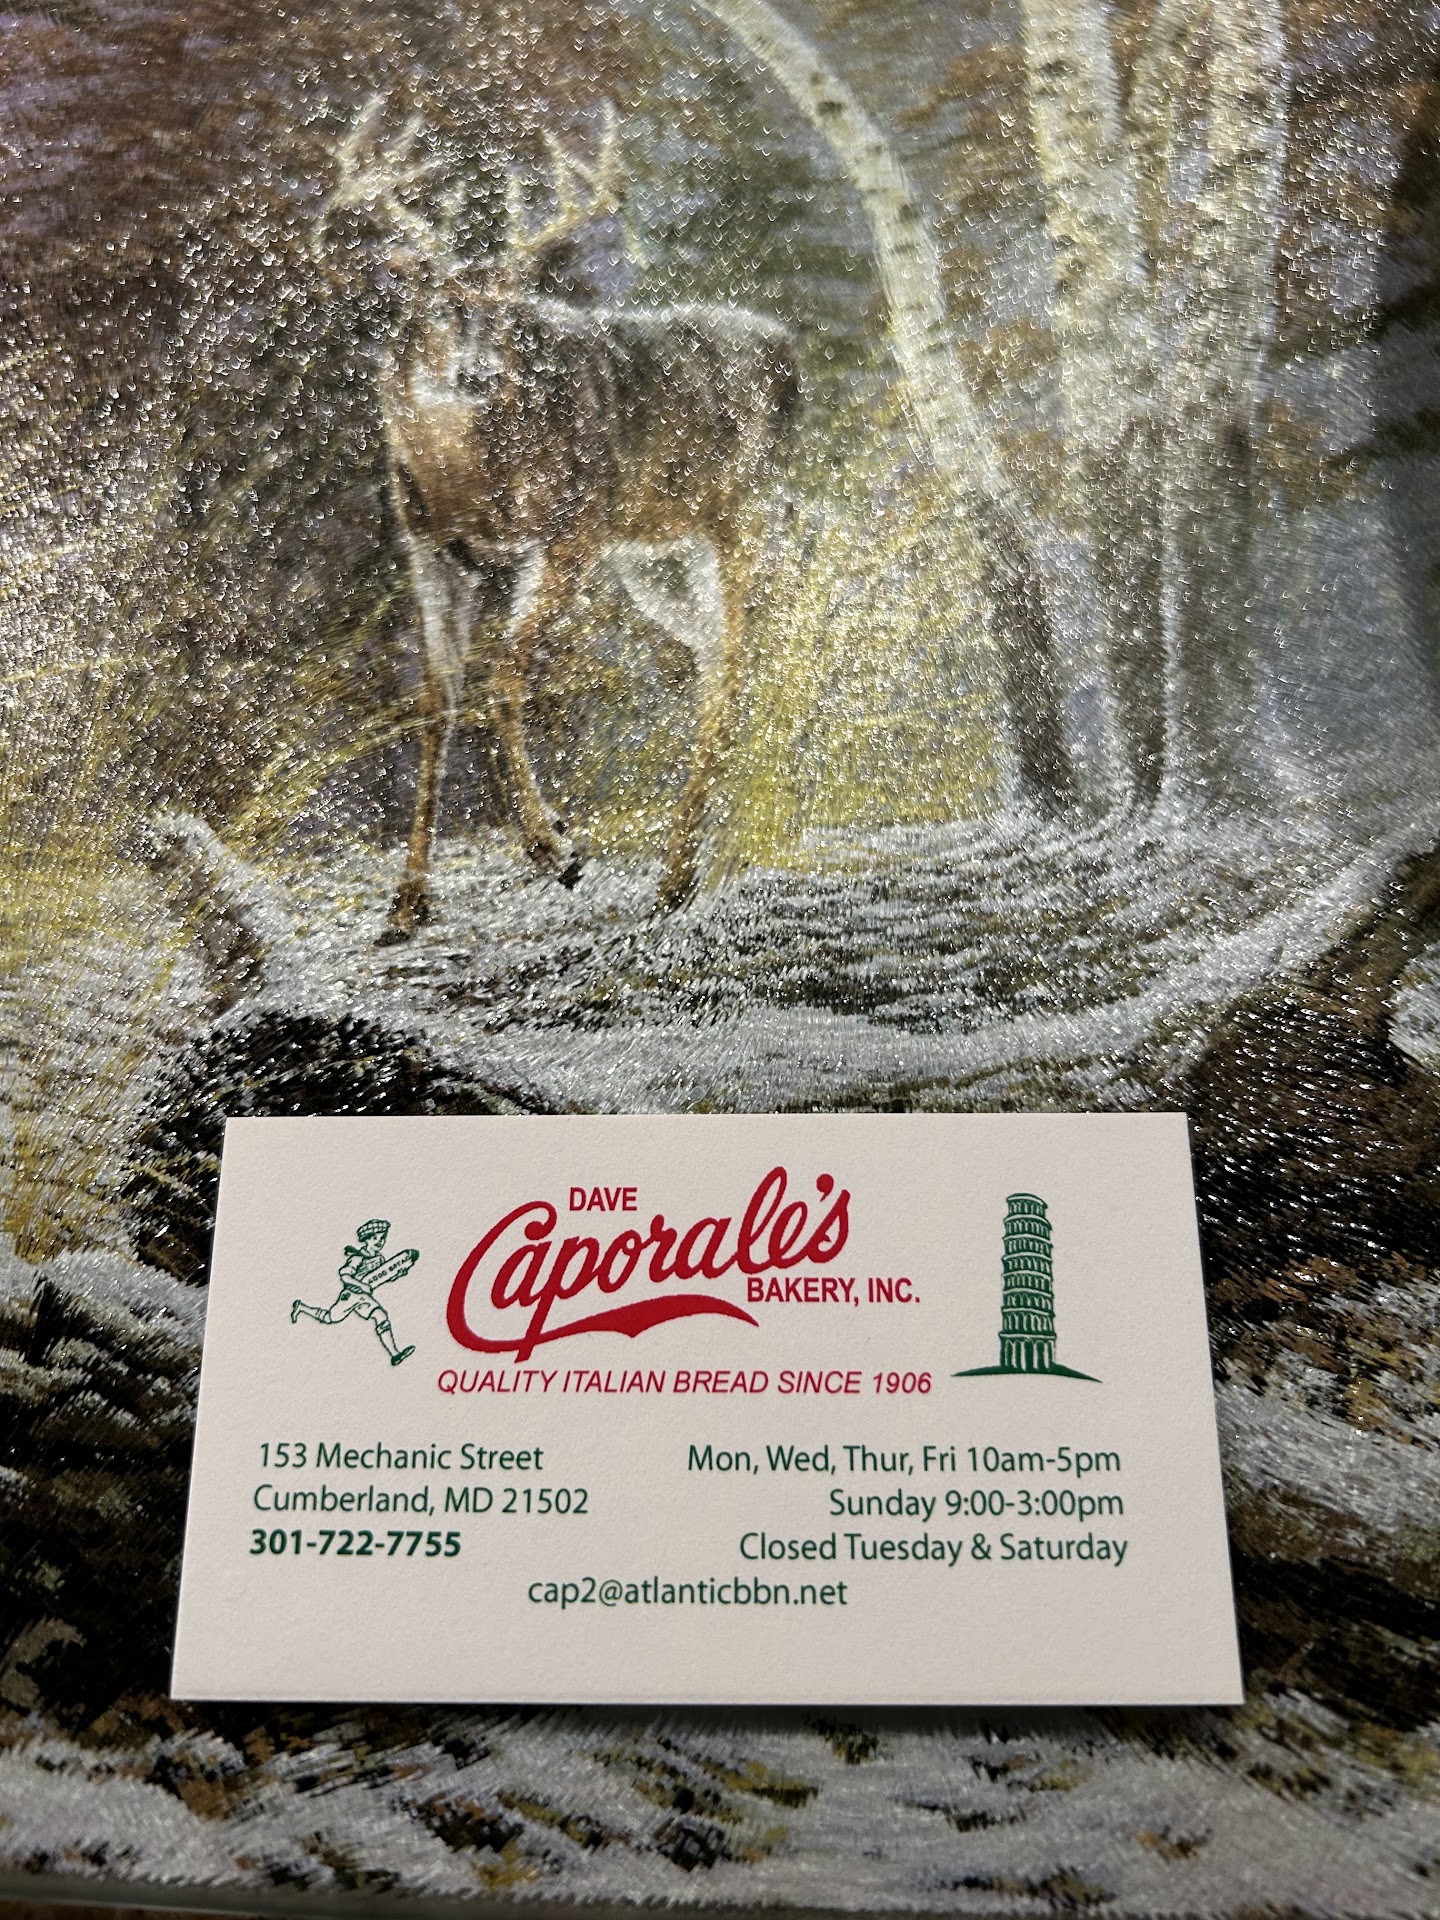 DAVE
Caporale's
BAKERY, INC.
QUALITY ITALIAN BREAD SINCE 1906
153 Mechanic Street
Cumberland, MD 21502
301-722-7755
Mon, Wed, Thur, Fri 10am-5pm
Sunday 9:00-3:00pm
Closed Tuesday & Saturday
cap2@atlanticbbn.net